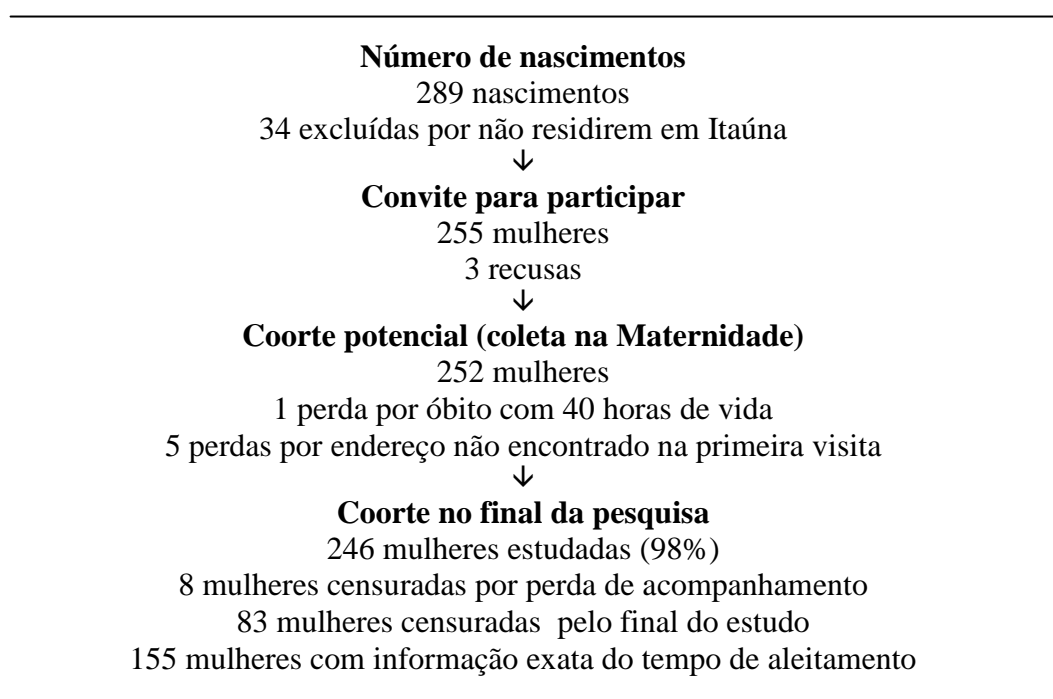 Número de nascimentos
289 nascimentos
34 excluídas por não residirem em Itaúna
↓
Convite para participar
255 mulheres
3 recusas
↓
Coorte potencial (coleta na Maternidade)
252 mulheres
1 perda por óbito com 40 horas de vida
5 perdas por endereço não encontrado na primeira visita
↓
Coorte no final da pesquisa
246 mulheres estudadas (98%)
8 mulheres censuradas por perda de acompanhamento
83 mulheres censuradas pelo final do estudo
155 mulheres com informação exata do tempo de aleitamento